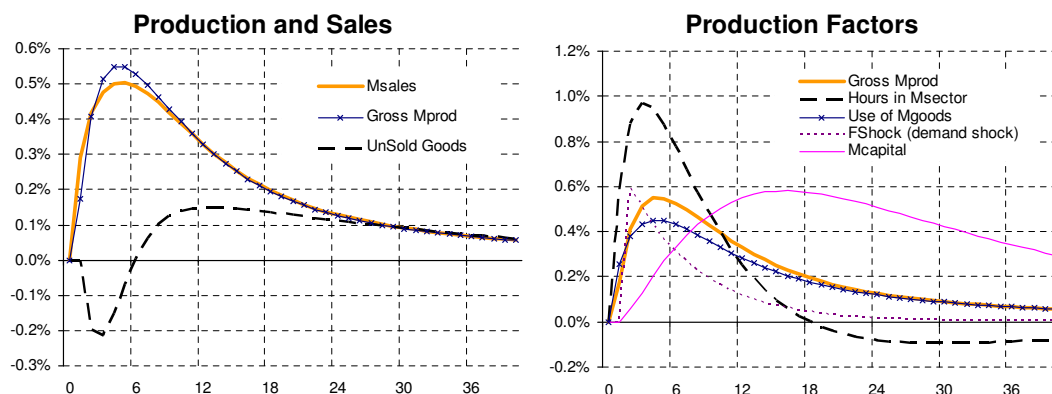 Production and Sales
0.6%
0.5%
0.4%
0.3%
0.2%
0.1%
0.0%
-0.1%
-0.2%
-0.3%
Msales
Gross Mprod
UnSold Goods
0 6 12 18 24 30 36
Production Factors
1.2%
1.0%
0.8%
0.6%
0.4%
0.2%
0.0%
-0.2%
Gross Mprod
Hours in Msector
Use of Mgoods
FShock (demand shock)
Mcapital
0 6 12 18 24 30 36